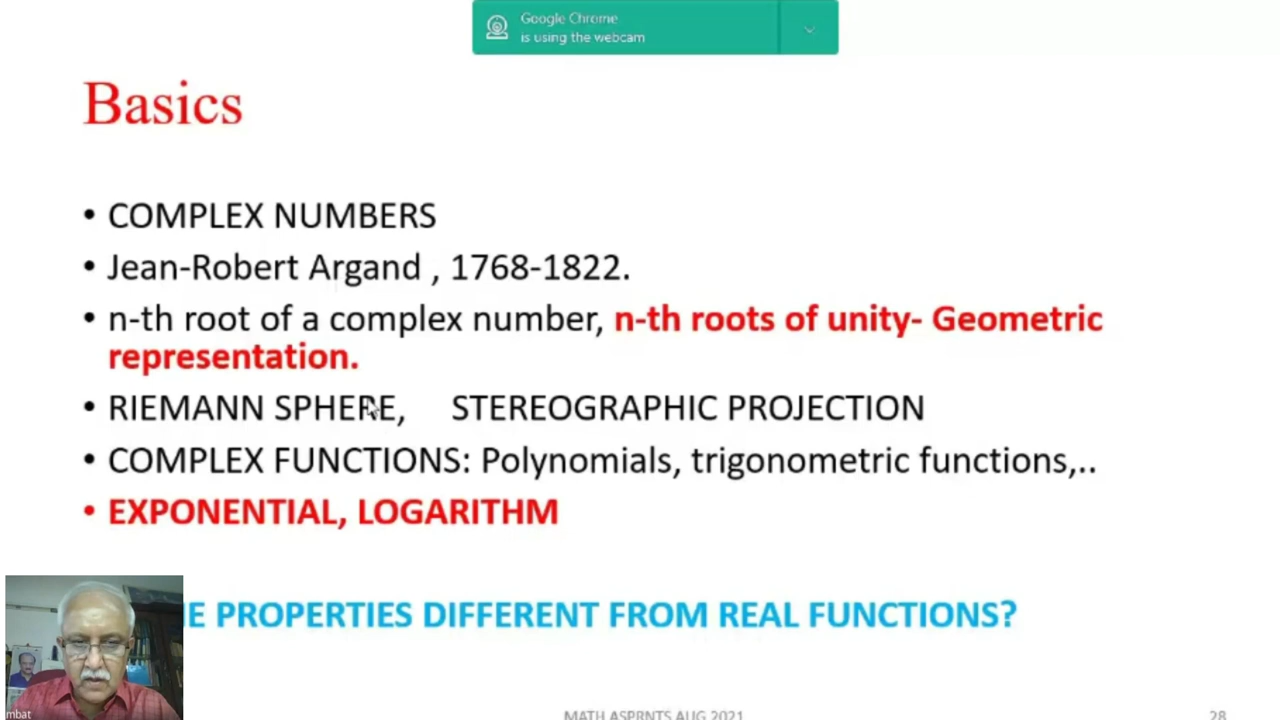 Google Chrome
is using the webcam
Basics
• COMPLEX NUMBERS
• Jean-Robert Argand , 1768-1822.
• n-th root of a complex number, n-th roots of unity- Geometric
representation.
• RIEMANN SPHERE, STEREOGRAPHIC PROJECTION
• COMPLEX FUNCTIONS: Polynomials, trigonometric functions,..
• EXPONENTIAL, LOGARITHM
PROPERTIES DIFFERENT FROM REAL FUNCTIONS?
mbat
MATH ASPRNTS AUG 2021
28